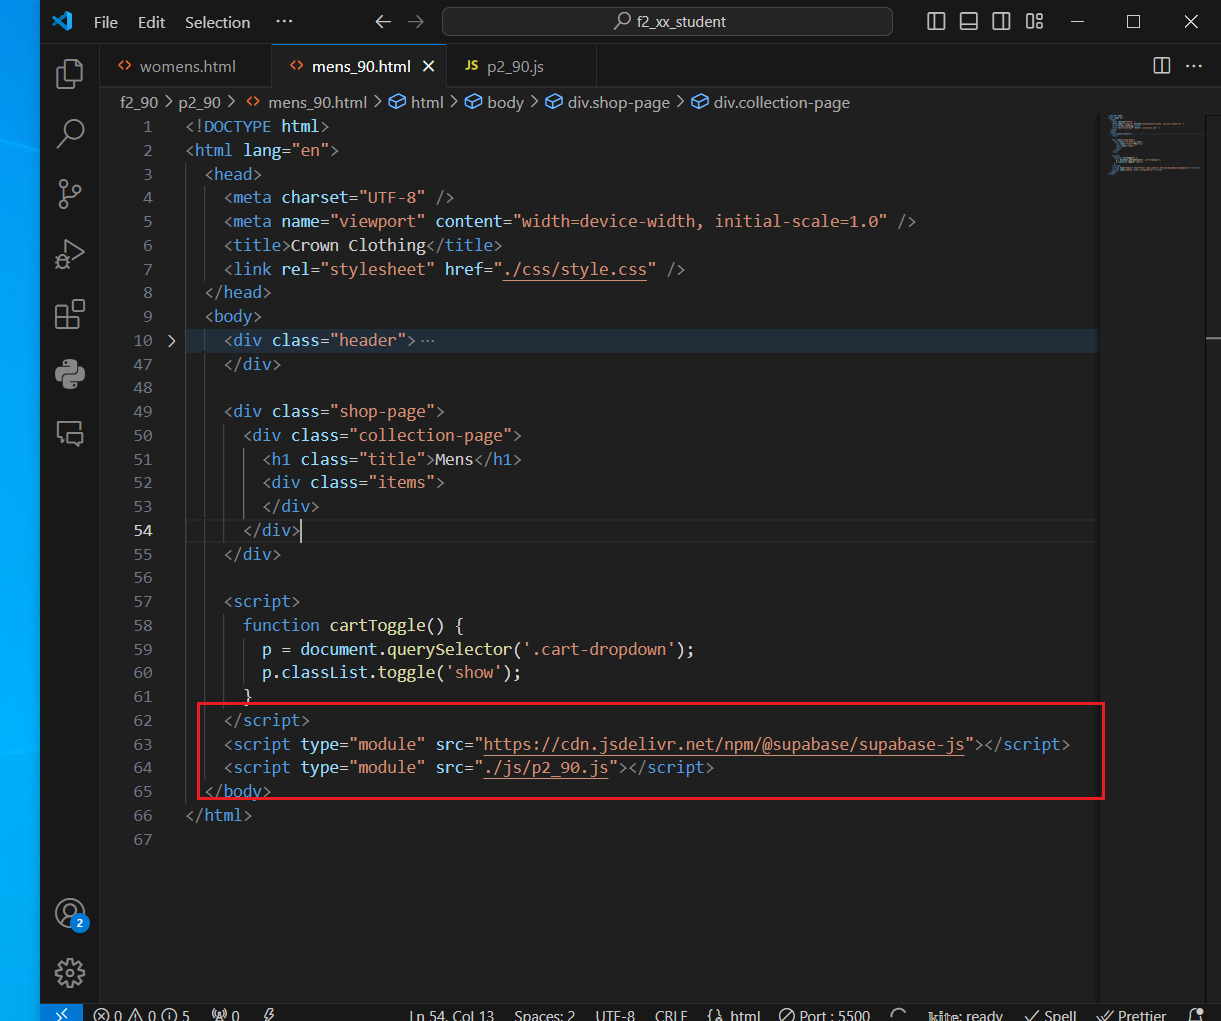 File Edit Selection ··· f2_xx_student
womens.html mens_90.html JS p2_90.js
f2_90 > p2_90 > mens_90.html > html > body > div.shop-page > div.collection-page
1 <!DOCTYPE html>
2 <html lang="en">
3 <head>
4 <meta charset="UTF-8" />
5 <meta name="viewport" content="width=device-width, initial-scale=1.0" />
6 <title>Crown Clothing</title>
7 <link rel="stylesheet" href="./css/style.css" />
8 </head>
9 <body>
10 <div class="header">···
47 </div>
48
49 <div class="shop-page">
50 <div class="collection-page">
51 <h1 class="title">Mens</h1>
52 <div class="items">
53 </div>
54 </div>
55 </div>
56
57 <script>
58 function cartToggle() {
59 p = document.querySelector('.cart-dropdown');
60 p.classList.toggle('show');
61 }
62 </script>
63 <script type="module" src="https://cdn.jsdelivr.net/npm/@supabase/supabase-js"></script>
64 <script type="module" src="./js/p2_90.js"></script>
65 </body>
66 </html>
67
2
0 0 5 0 Ln 54, Col 13 Spaces: 2 UTF-8 CRLF {} html Port : 5500 kite: ready Spell Prettier